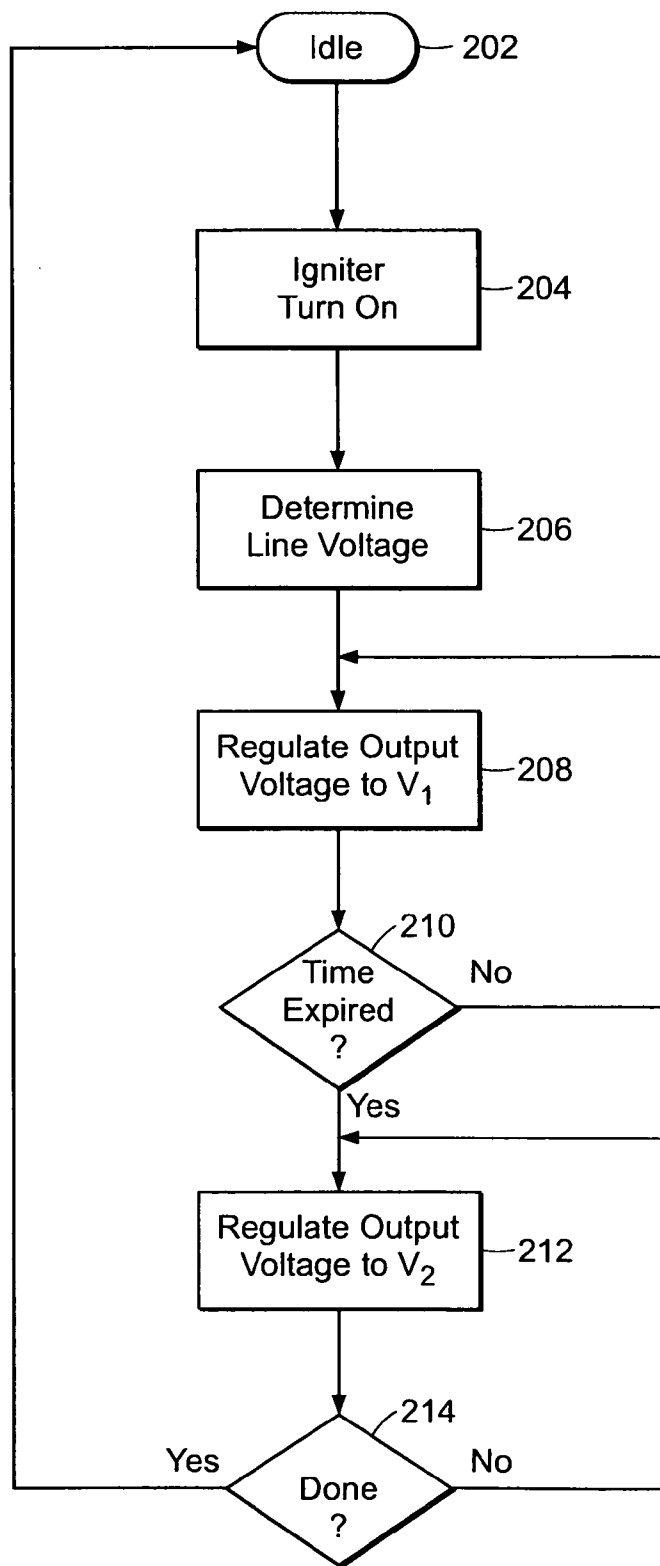 Idle
202
Igniter
Turn On
204
Determine
Line Voltage
206
Regulate Output
Voltage to V₁
208
210
Time
Expired
?
No
Yes
Regulate Output
Voltage to V₂
212
214
Yes
Done
?
No